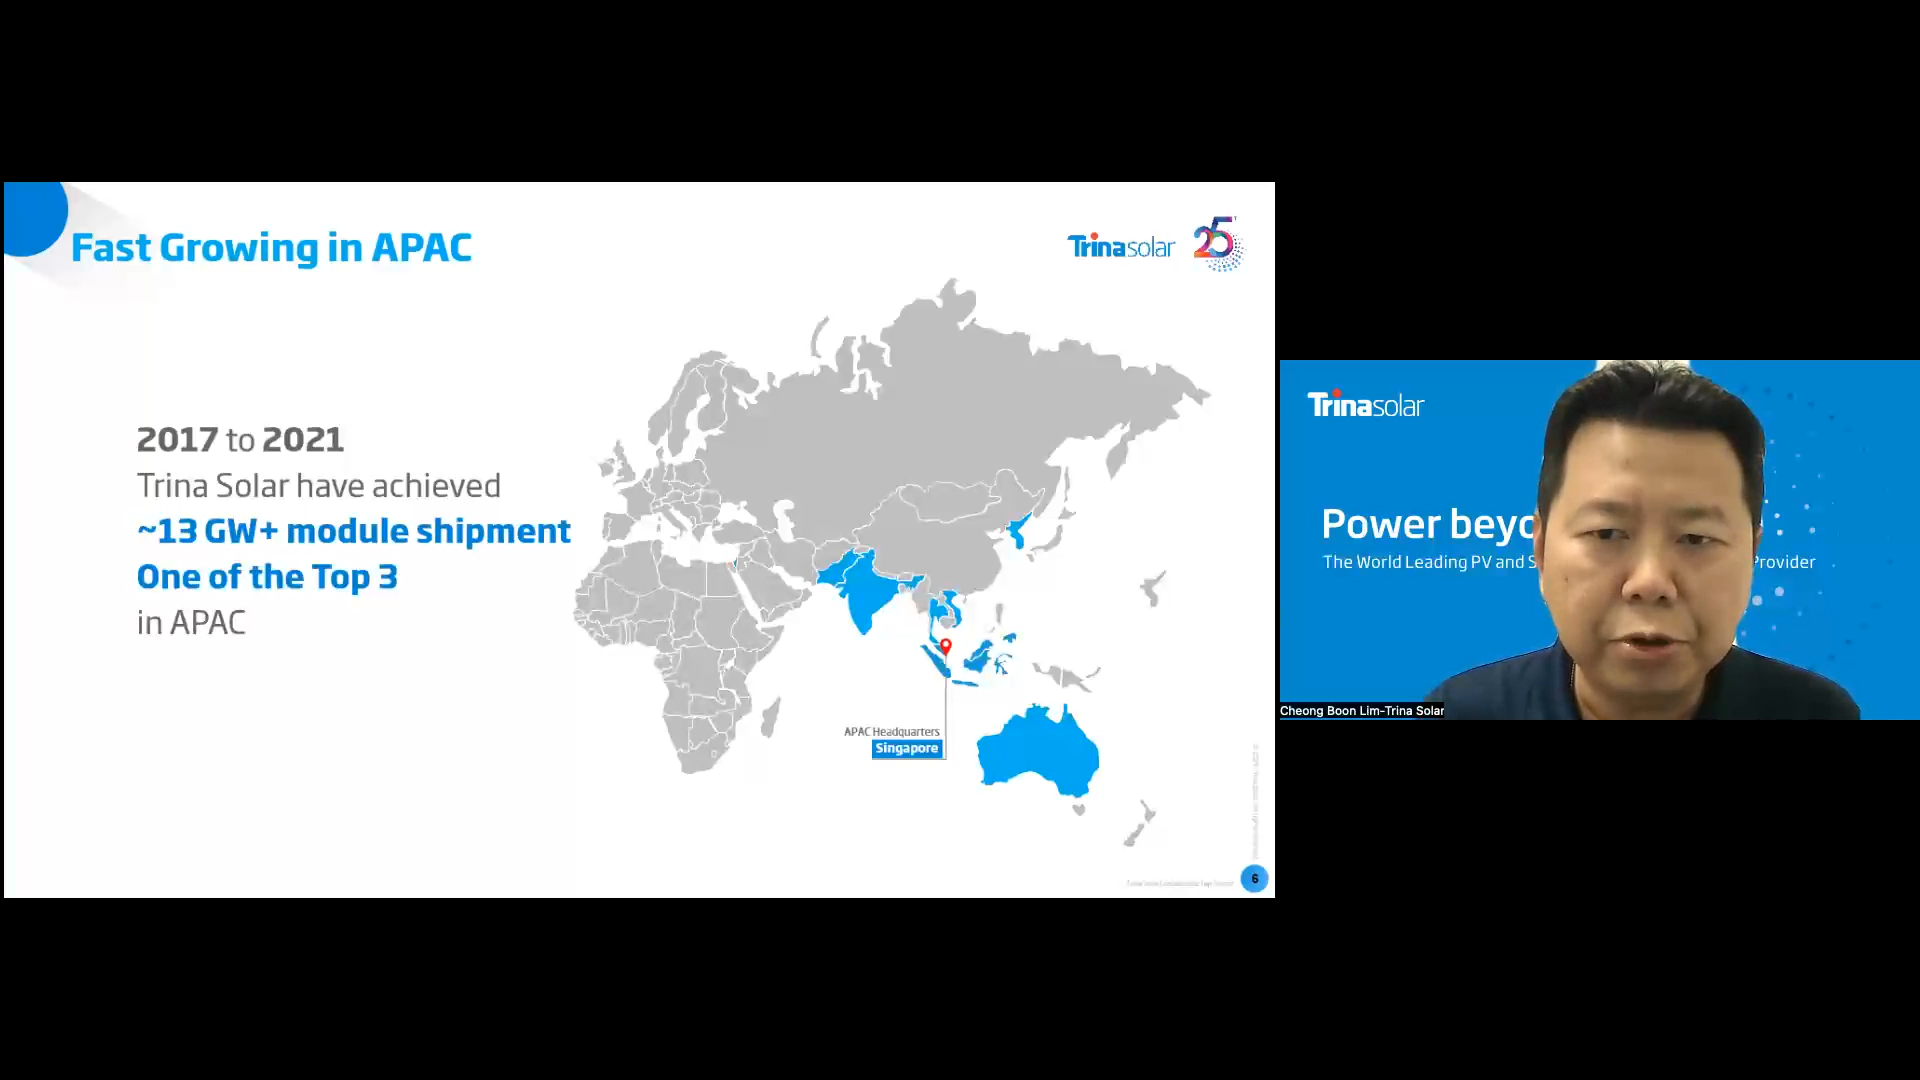 Fast Growing in APAC
Trinasolar
25
2017 to 2021
Trina Solar have achieved
~13 GW+ module shipment
One of the Top 3
in APAC
APAC Headquarters
Singapore
6
Trinasolar
Power beyo
The World Leading PV and S
Provider
Cheong Boon Lim-Trina Solar